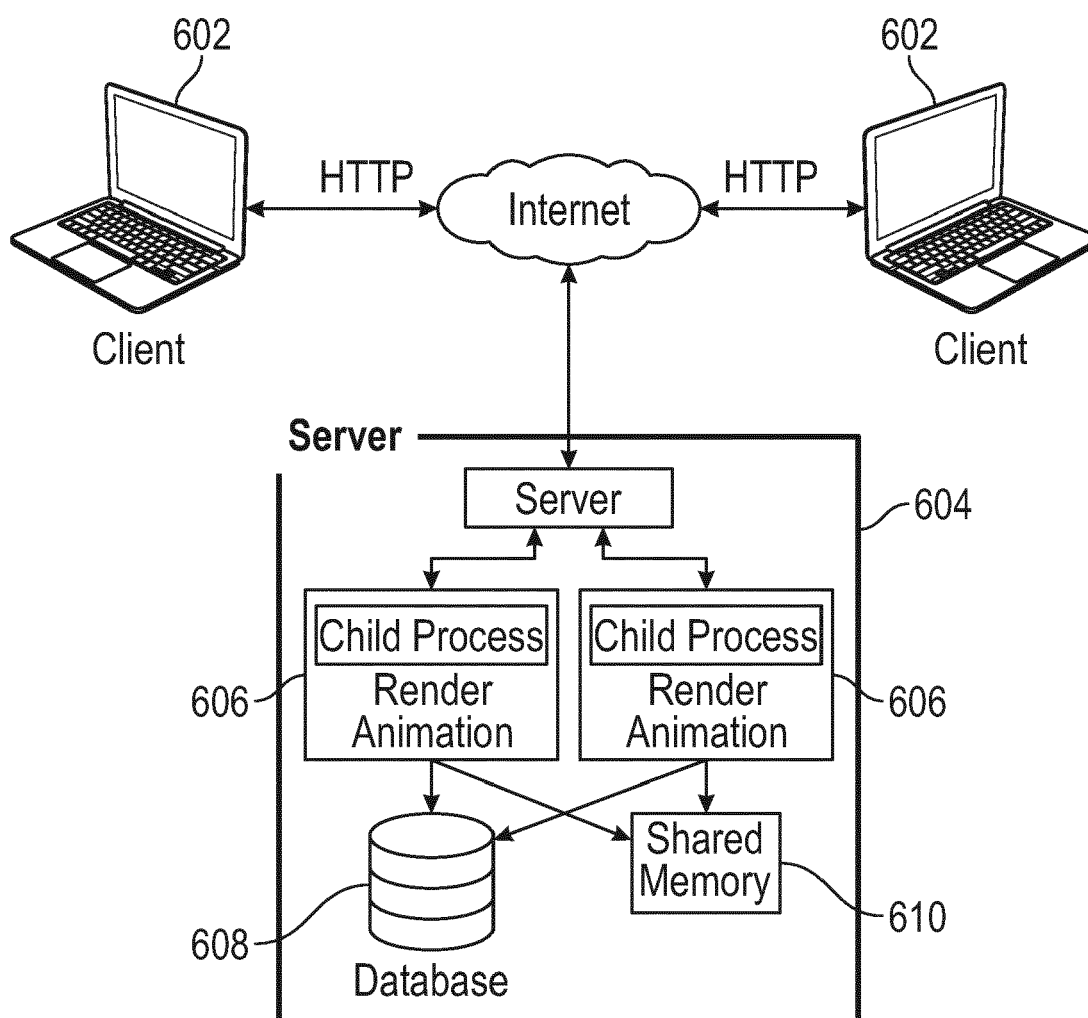 602
602
HTTP
Internet
HTTP
Client
Client
Server
Server
604
Child Process
Render
Animation
Child Process
Render
Animation
606
606
Shared
Memory
608
610
Database